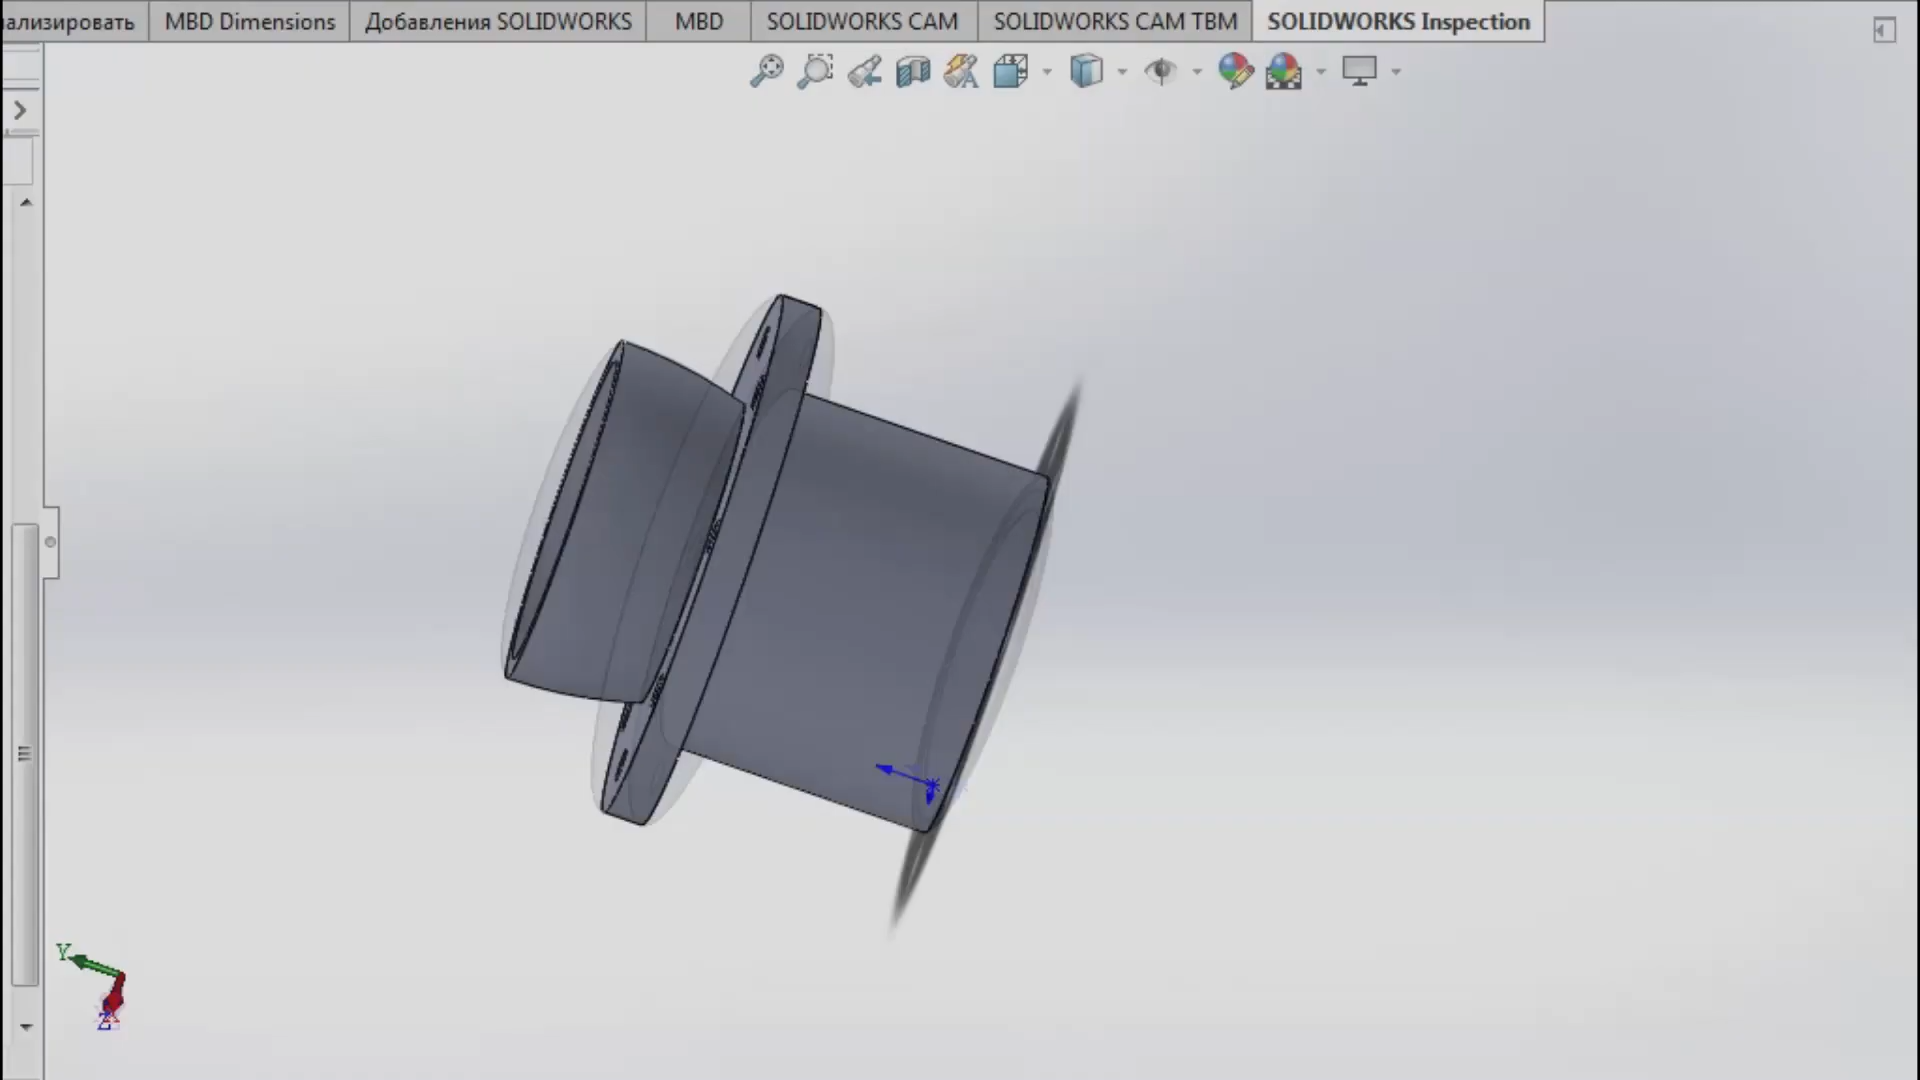 ализировать MBD Dimensions Добавления SOLIDWORKS MBD SOLIDWORKS CAM SOLIDWORKS CAM TBM SOLIDWORKS Inspection
Y
Z